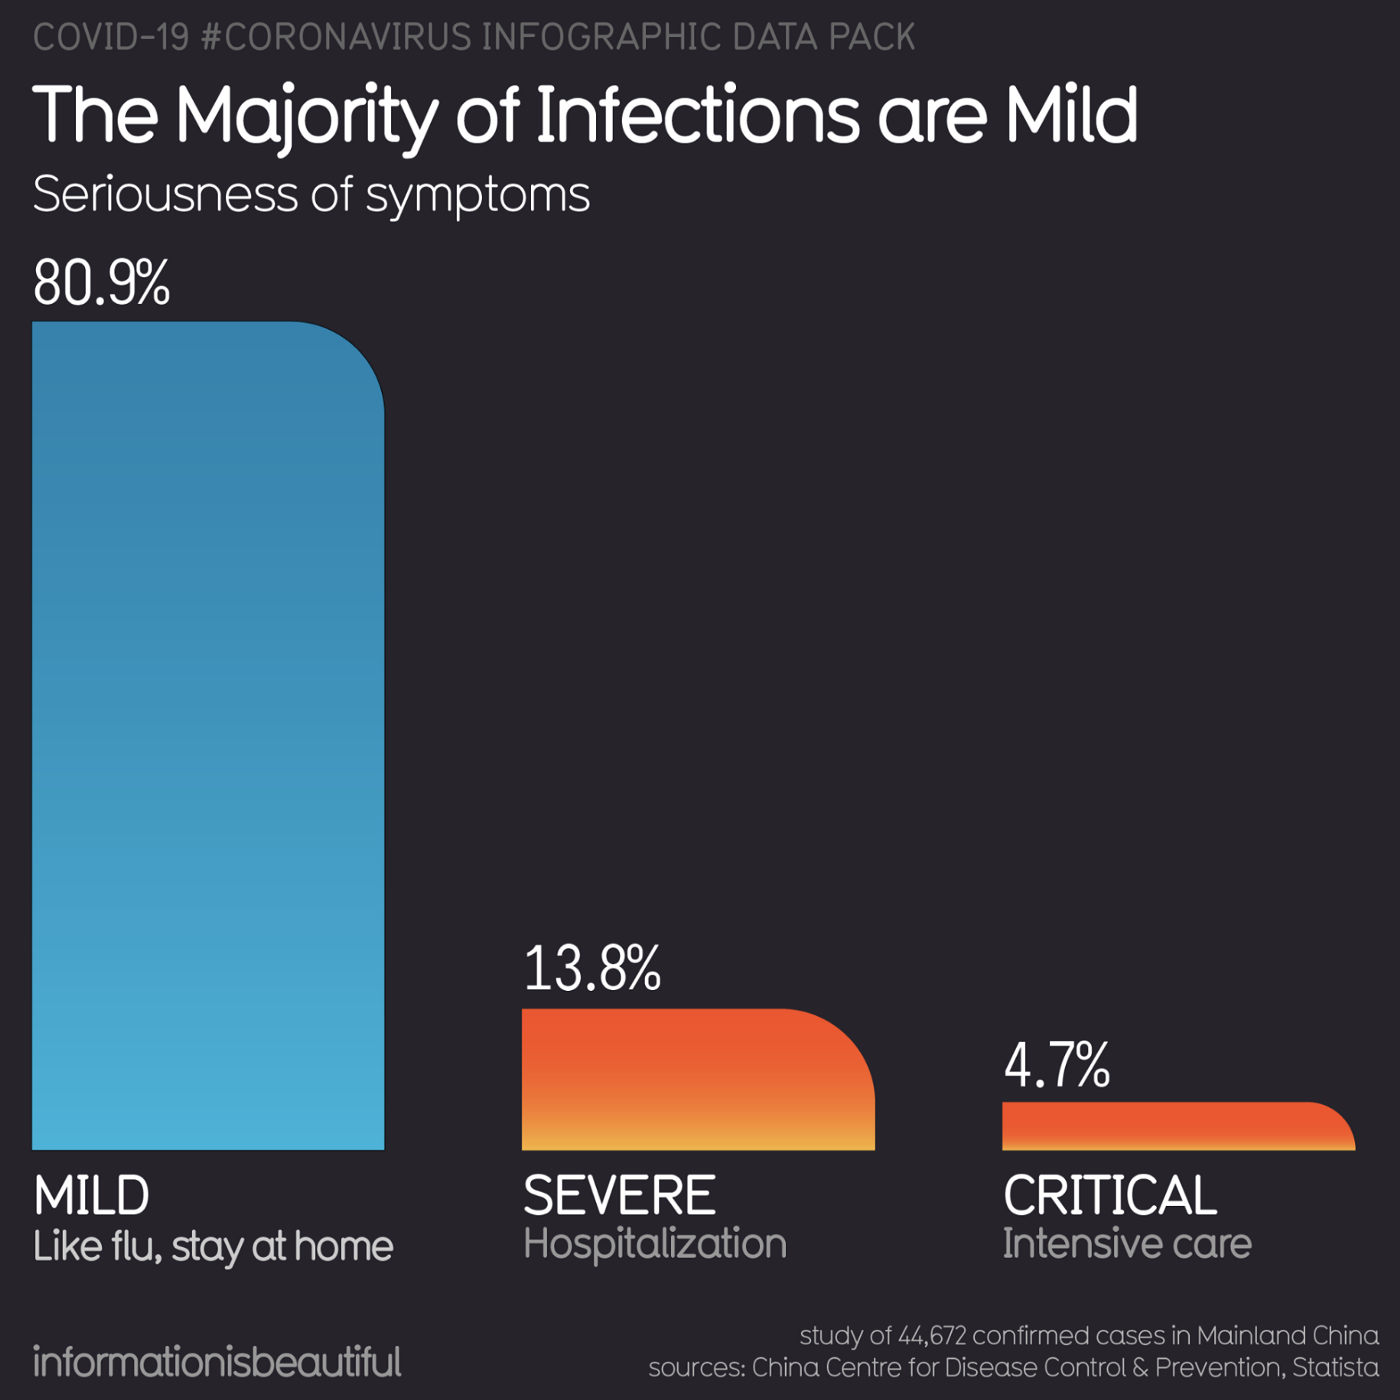 COVID-19 #CORONAVIRUS INFOGRAPHIC DATA PACK
The Majority of Infections are Mild
Seriousness of symptoms
80.9%
13.8%
4.7%
MILD
Like flu, stay at home
SEVERE
Hospitalization
CRITICAL
Intensive care
informationisbeautiful
study of 44,672 confirmed cases in Mainland China
sources: China Centre for Disease Control & Prevention, Statista